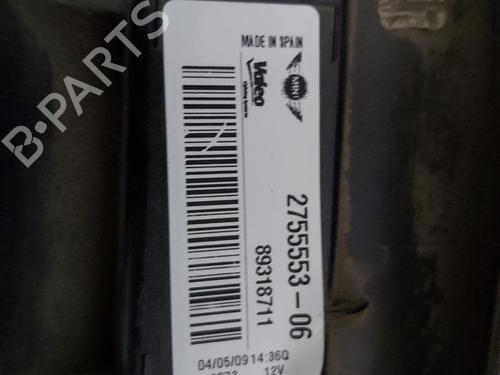 MADE IN SPAIN
Valeo
MINI
2755553-06
89318711
04/05/09 14:36Q
12V
B-Parts